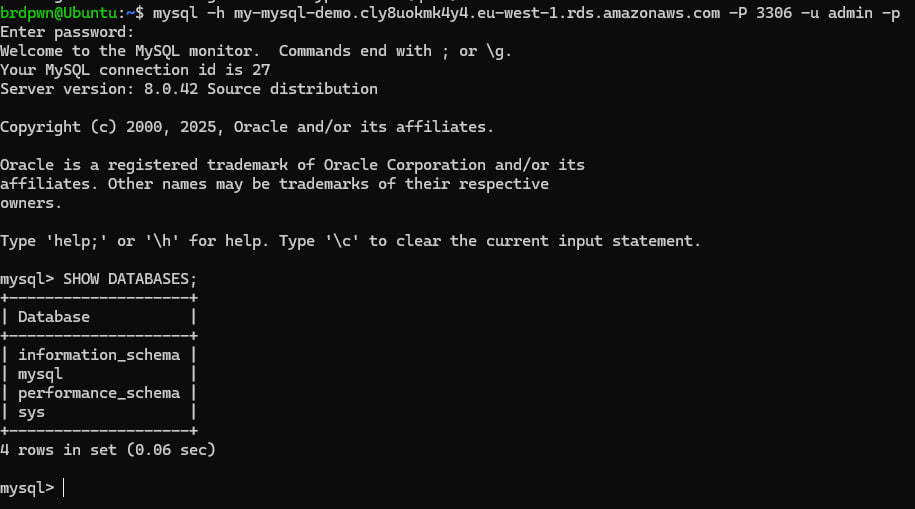 brdpwn@Ubuntu:~$ mysql -h my-mysql-demo.cly8uokmk4y4.eu-west-1.rds.amazonaws.com -P 3306 -u admin -p
Enter password:
Welcome to the MySQL monitor.  Commands end with ; or \g.
Your MySQL connection id is 27
Server version: 8.0.42 Source distribution

Copyright (c) 2000, 2025, Oracle and/or its affiliates.

Oracle is a registered trademark of Oracle Corporation and/or its
affiliates. Other names may be trademarks of their respective
owners.

Type 'help;' or '\h' for help. Type '\c' to clear the current input statement.

mysql> SHOW DATABASES;
+--------------------+
| Database           |
+--------------------+
| information_schema |
| mysql              |
| performance_schema |
| sys                |
+--------------------+
4 rows in set (0.06 sec)

mysql>